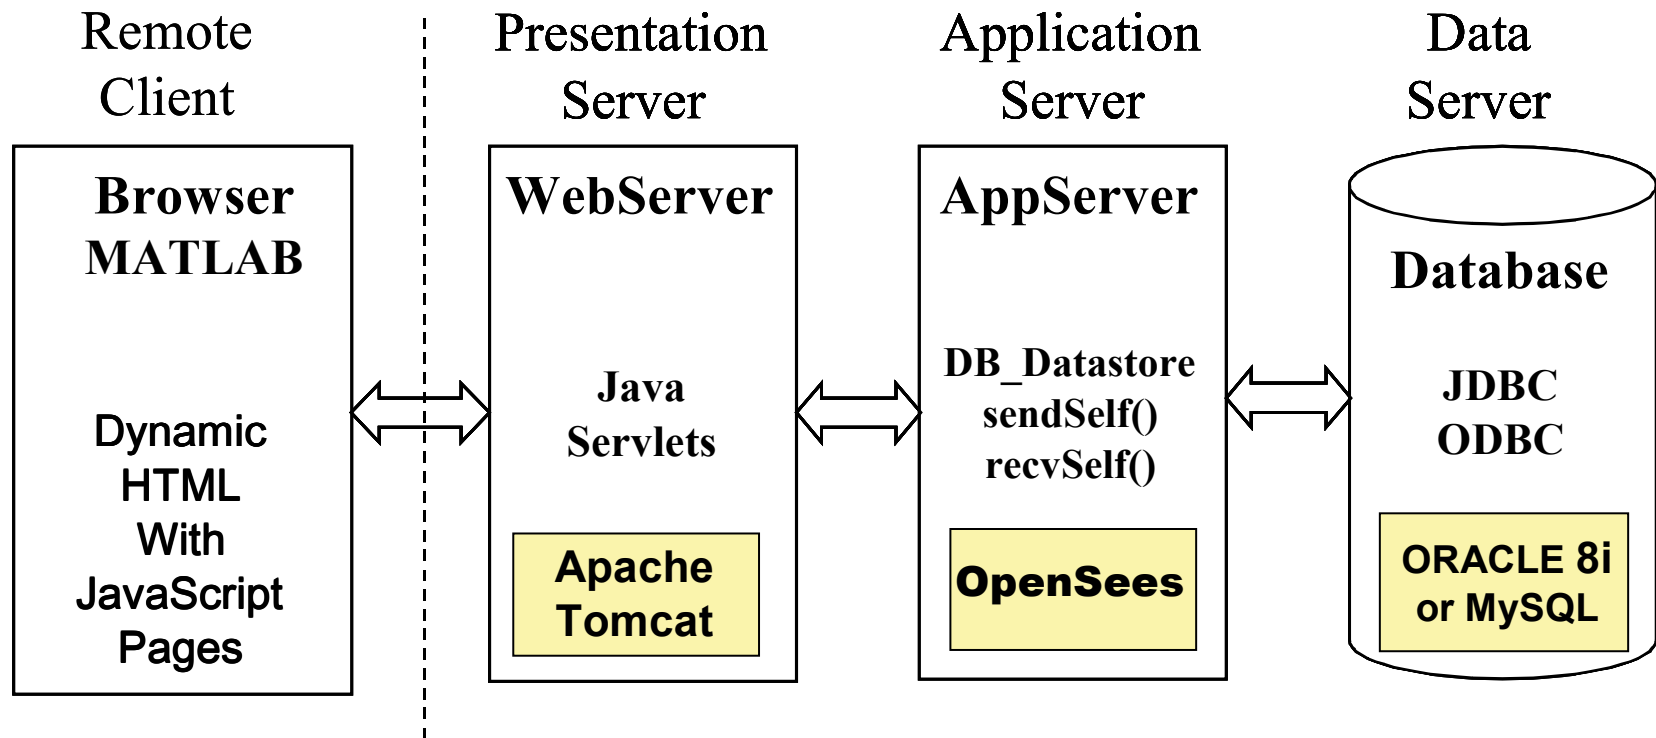 Remote
Client
Presentation
Server
Application
Server
Data
Server
Browser
MATLAB
Dynamic
HTML
With
JavaScript
Pages
WebServer
Java
Servlets
Apache
Tomcat
AppServer
DB_Datastore
sendSelf()
recvSelf()
OpenSees
Database
JDBC
ODBC
ORACLE 8i
or MySQL